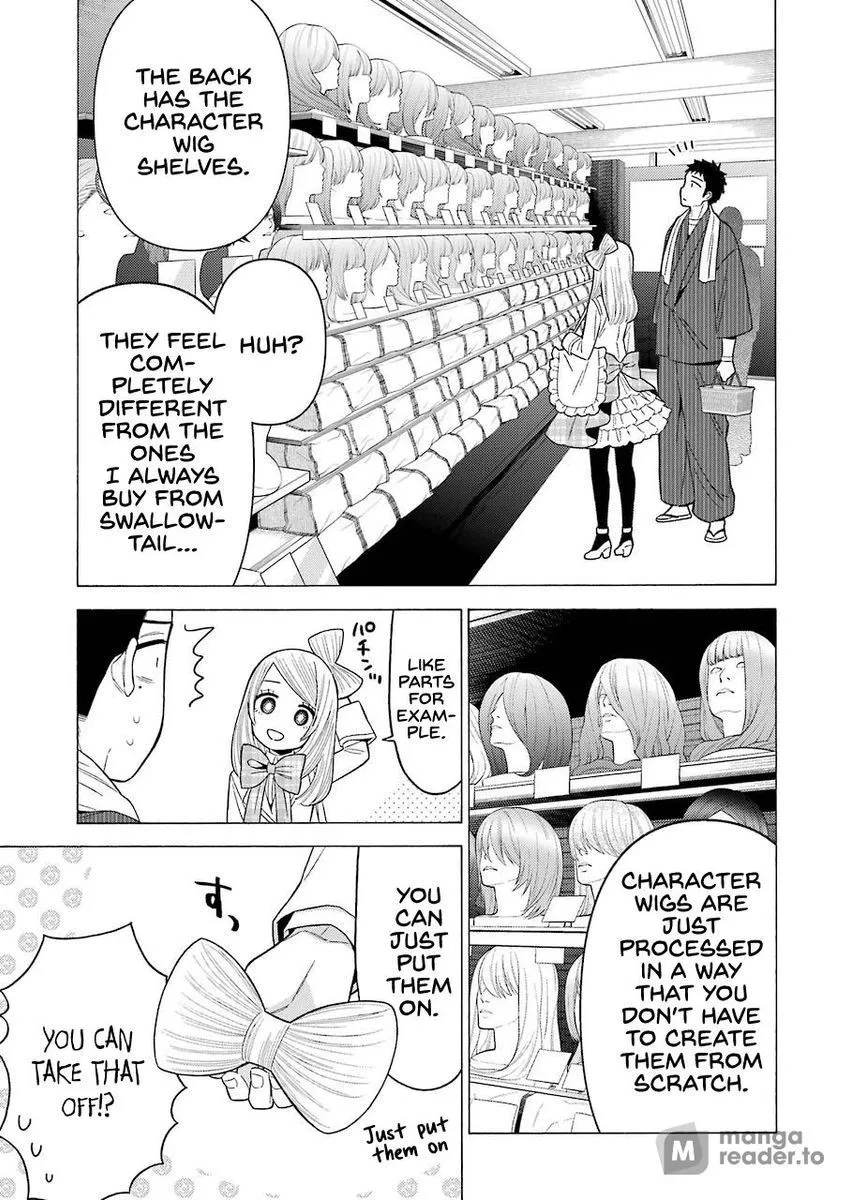 THE BACK
HAS THE
CHARACTER
WIG
SHELVES.
HUH?
THEY FEEL
COM-
PLETELY
DIFFERENT
FROM THE
ONES
I ALWAYS
BUY FROM
SWALLOW-
TAIL...
CHARACTER
WIGS ARE
JUST
PROCESSED
IN A WAY
THAT YOU
DON'T HAVE
TO CREATE
THEM FROM
SCRATCH.
LIKE
PARTS
FOR
EXAM-
PLE.
パチン
YOU
CAN
JUST
PUT
THEM
ON.
すっ
Just put
them on
YOU CAN
TAKE THAT
OFF!?
M manga
reader.to